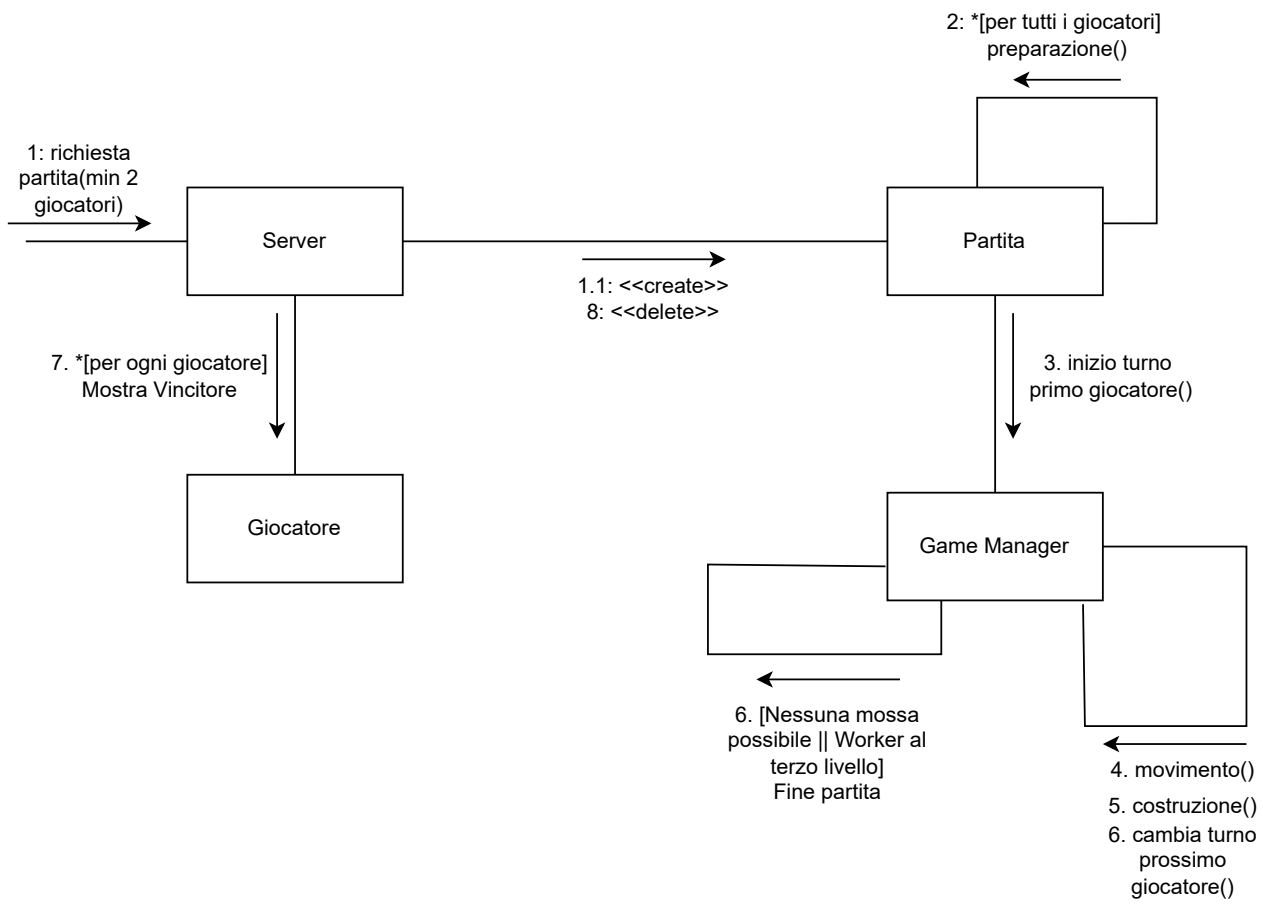 2: *[per tutti i giocatori]
preparazione()
1: richiesta
partita(min 2
giocatori)
Server
Partita
1.1: <<create>>
8: <<delete>>
7. *[per ogni giocatore]
Mostra Vincitore
3. inizio turno
primo giocatore()
Giocatore
Game Manager
6. [Nessuna mossa
possibile || Worker al
terzo livello]
Fine partita
4. movimento()
5. costruzione()
6. cambia turno
prossimo
giocatore()